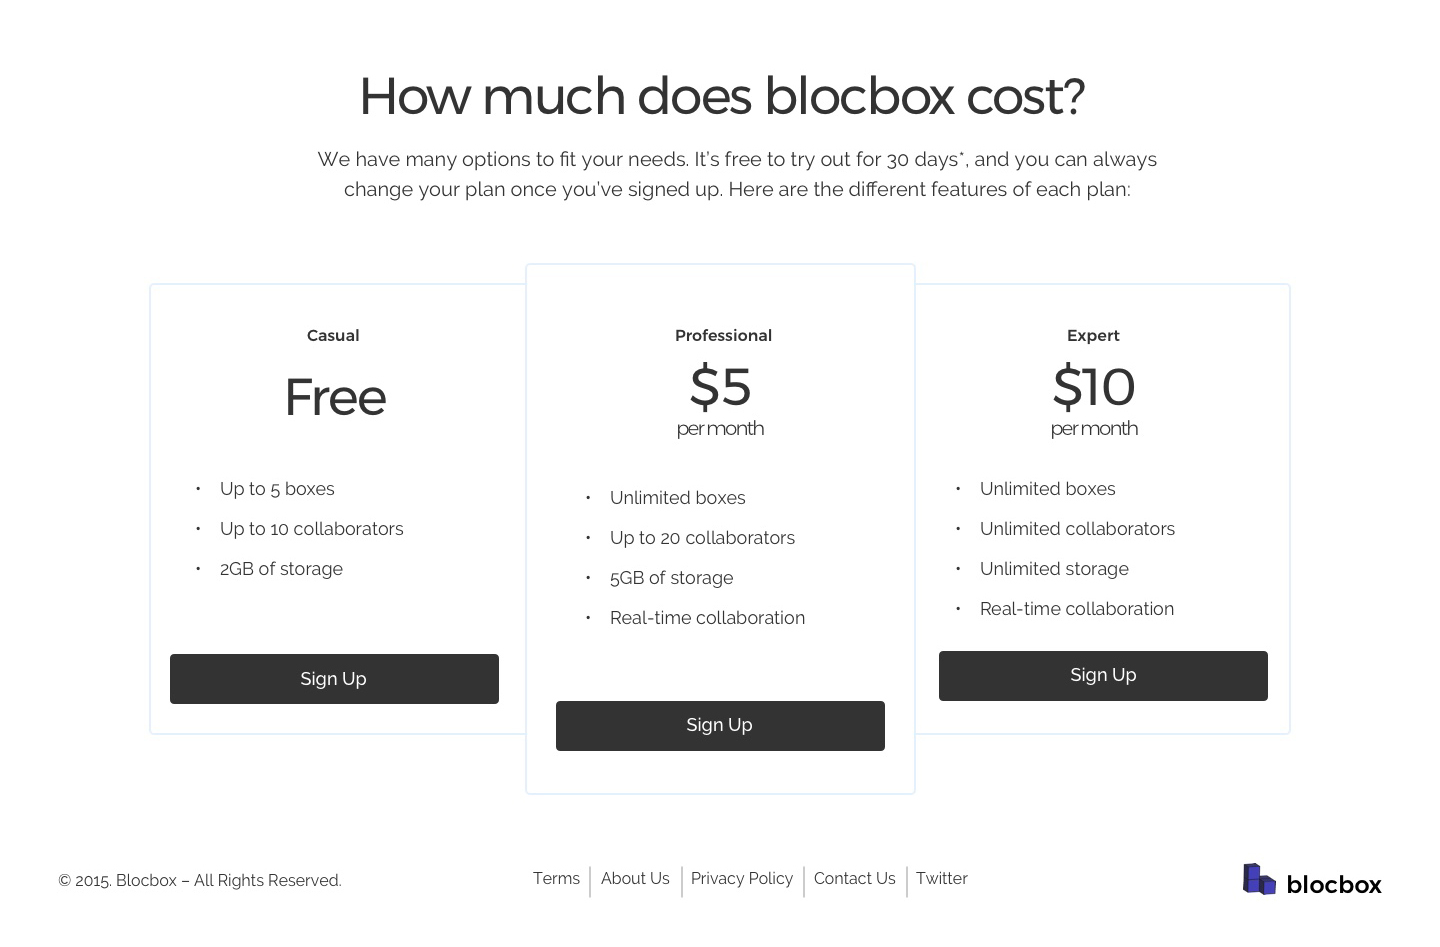 How much does blocbox cost?
We have many options to fit your needs. It's free to try out for 30 days*, and you can always
change your plan once you've signed up. Here are the different features of each plan:
Casual
Free
• Up to 5 boxes
• Up to 10 collaborators
• 2GB of storage
Sign Up
Professional
$5
per month
• Unlimited boxes
• Up to 20 collaborators
• 5GB of storage
• Real-time collaboration
Sign Up
Expert
$10
per month
• Unlimited boxes
• Unlimited collaborators
• Unlimited storage
• Real-time collaboration
Sign Up
© 2015. Blocbox – All Rights Reserved.
Terms | About Us | Privacy Policy | Contact Us | Twitter
blocbox